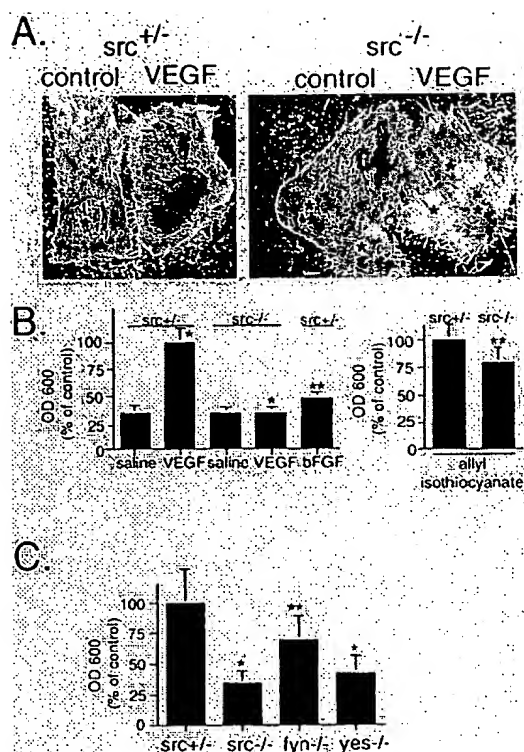 A.
src+/- src-/-
control VEGF control VEGF
B.
src+/- src-/- src+/-
OD 600
(% of control)
100
75
50
25
0
* * **
saline VEGF saline VEGF bFGF
src+/- src-/-
OD 600
(% of control)
100
75
50
25
0
**
allyl
isothiocyanate
C.
OD 600
(% of control)
100
75
50
25
0
* ** *
src+/- src-/- fyn-/- yes-/-